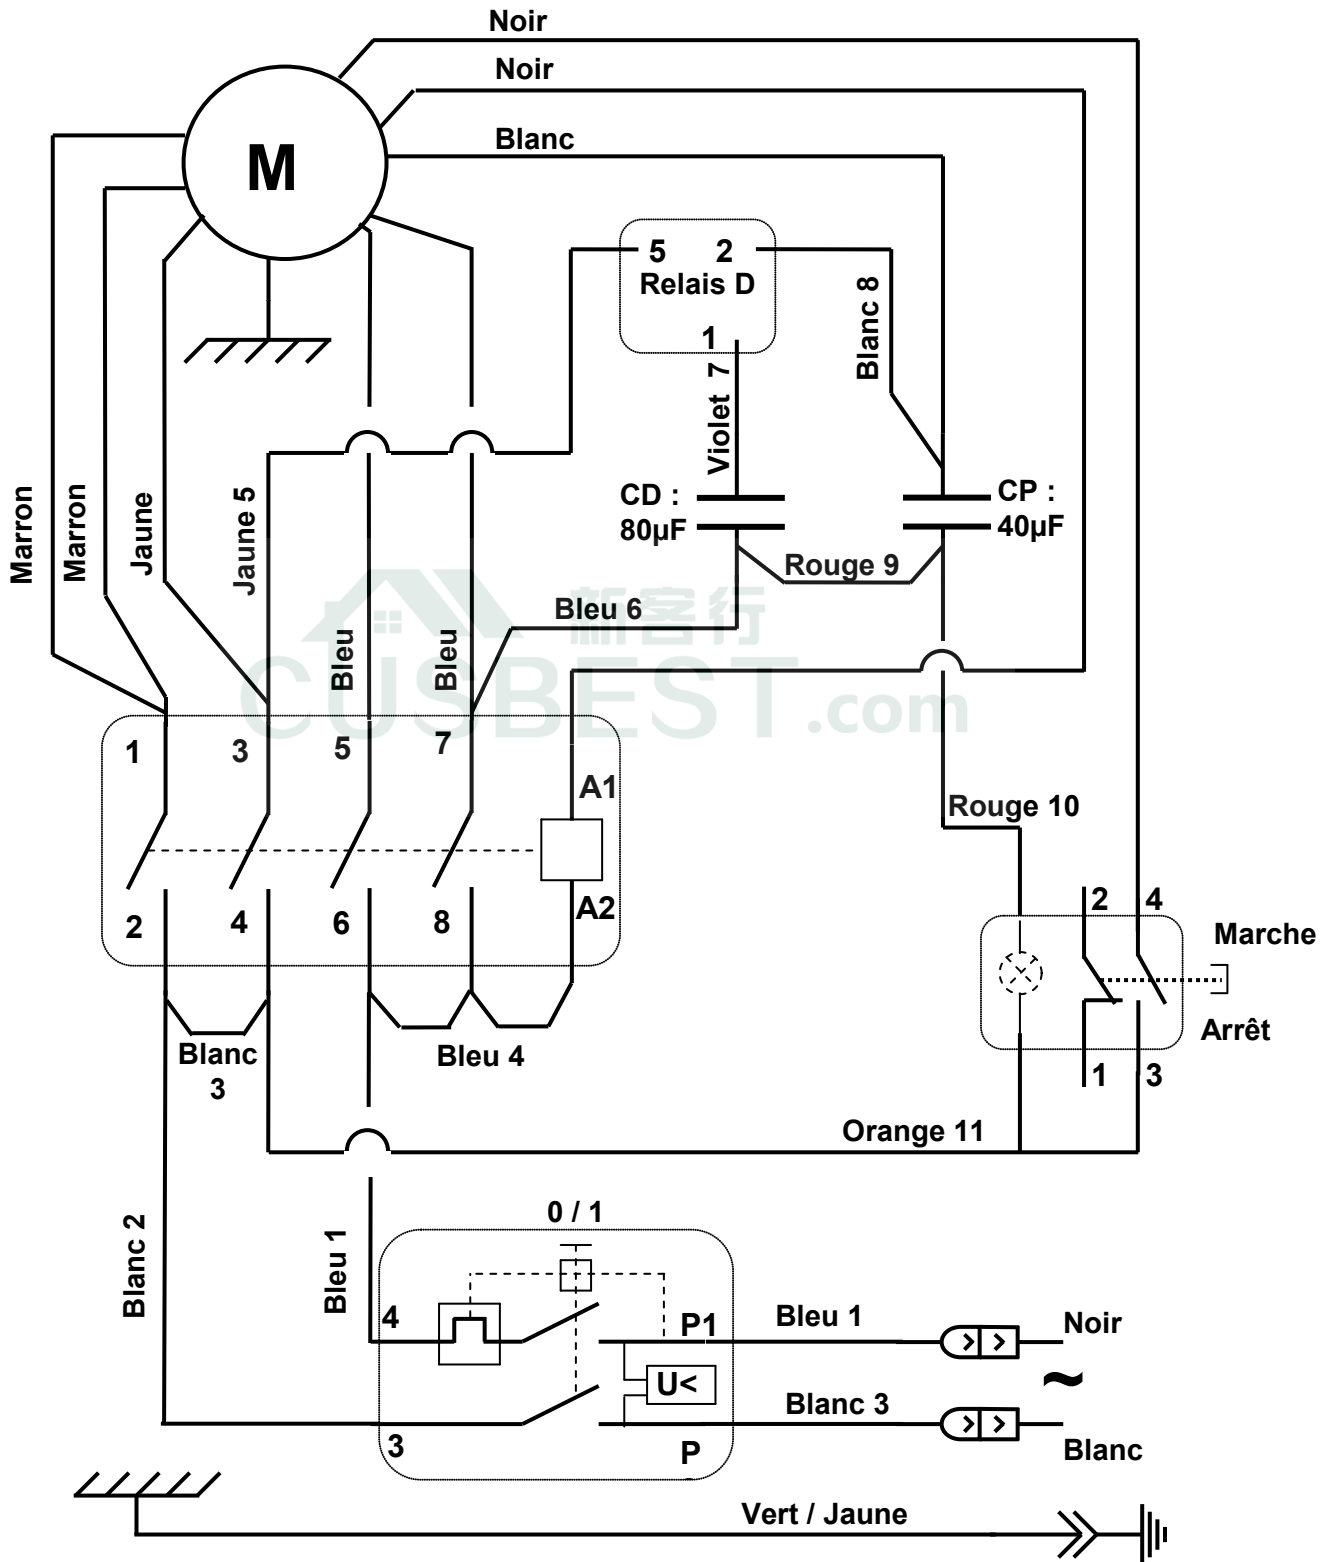 Noir
Noir
Blanc
M
5 2
Relais D
1
Blanc 8
Violet 7
CD :
80µF
CP :
40µF
Rouge 9
Marron
Marron
Jaune
Jaune 5
Bleu
Bleu
Bleu 6
新客行
CUSBEST.com
1 3 5 7
A1
Rouge 10
2 4 6 8
A2
2 4
Marche
Arrêt
1 3
Blanc
3
Bleu 4
Orange 11
Blanc 2
Bleu 1
0 / 1
4
P1
Bleu 1
Noir
U<
~
Blanc 3
3
P
Blanc
Vert / Jaune